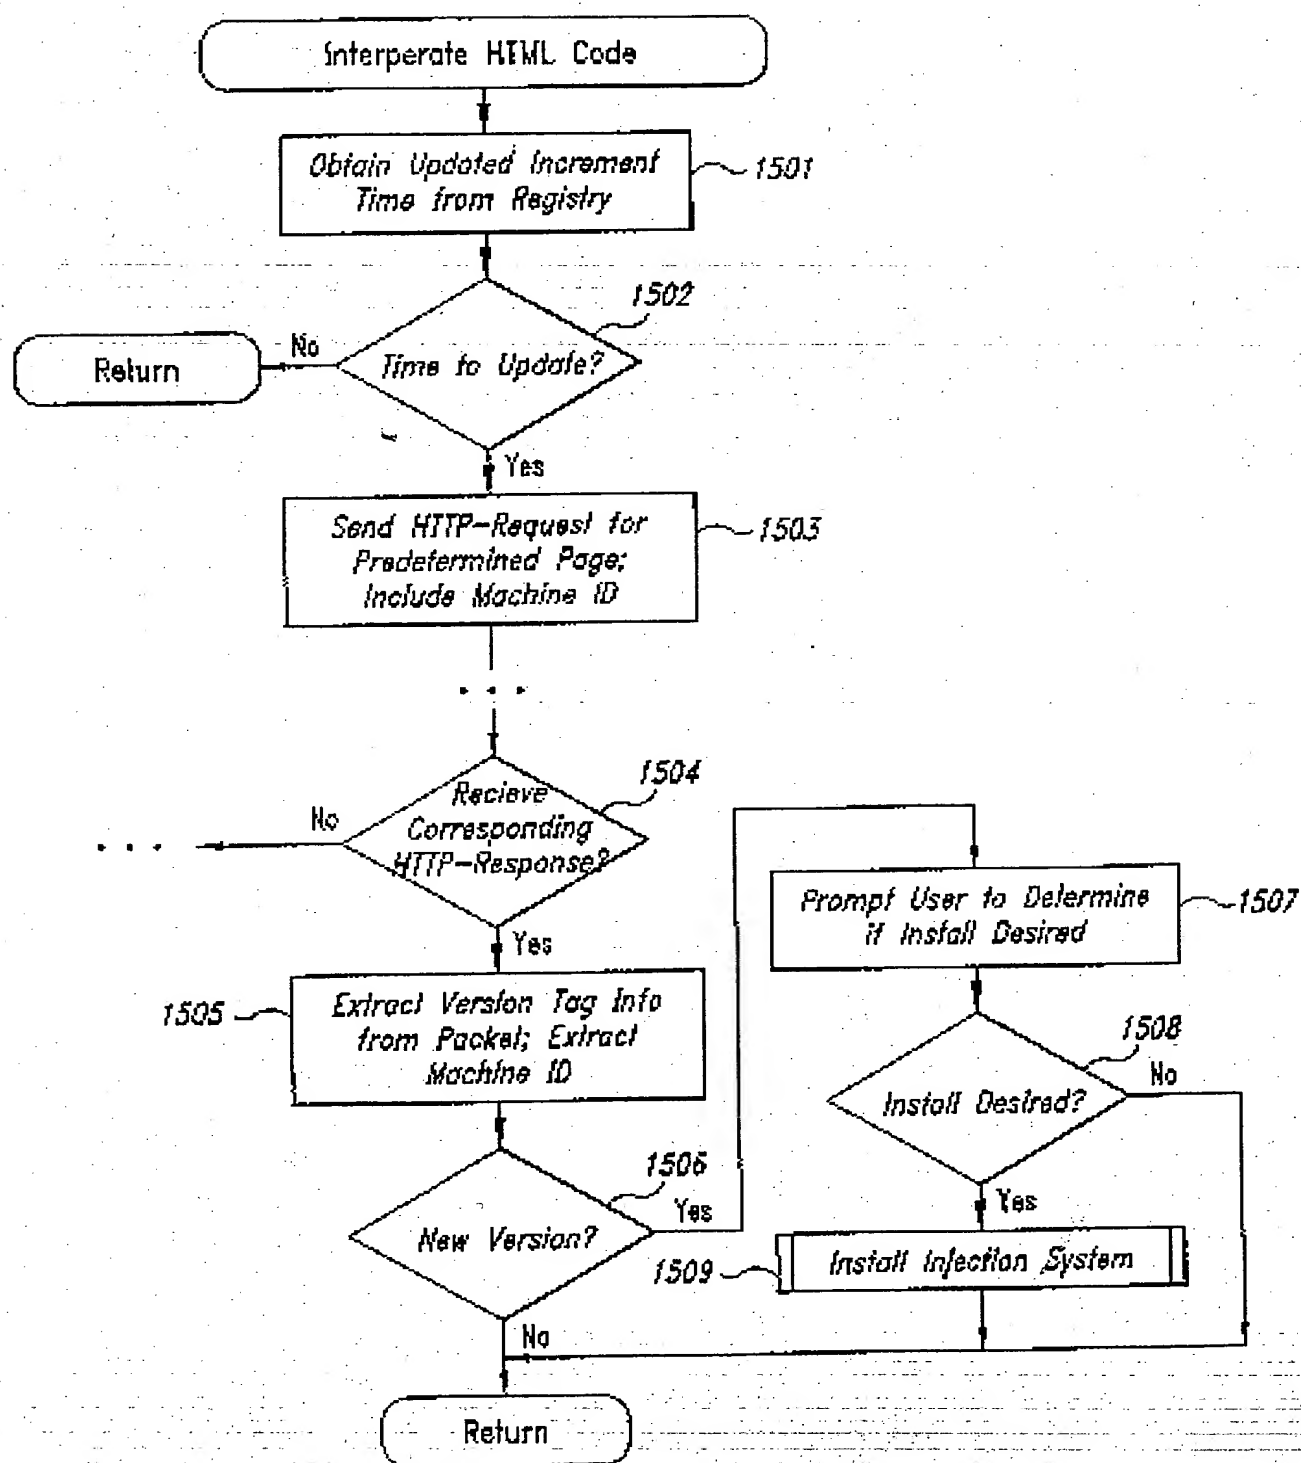 Interperate HTML Code
Obtain Updated Increment
Time from Registry
1501
1502
Time to Update?
No
Return
Yes
Send HTTP-Request for
Predetermined Page;
Include Machine ID
1503
. . .
1504
Recieve
Corresponding
HTTP-Response?
No
. . .
Yes
1505
Extract Version Tag Info
from Packet; Extract
Machine ID
1506
New Version?
Yes
No
Return
Prompt User to Determine
if Install Desired
1507
1508
Install Desired?
No
Yes
1509
Install Injection System